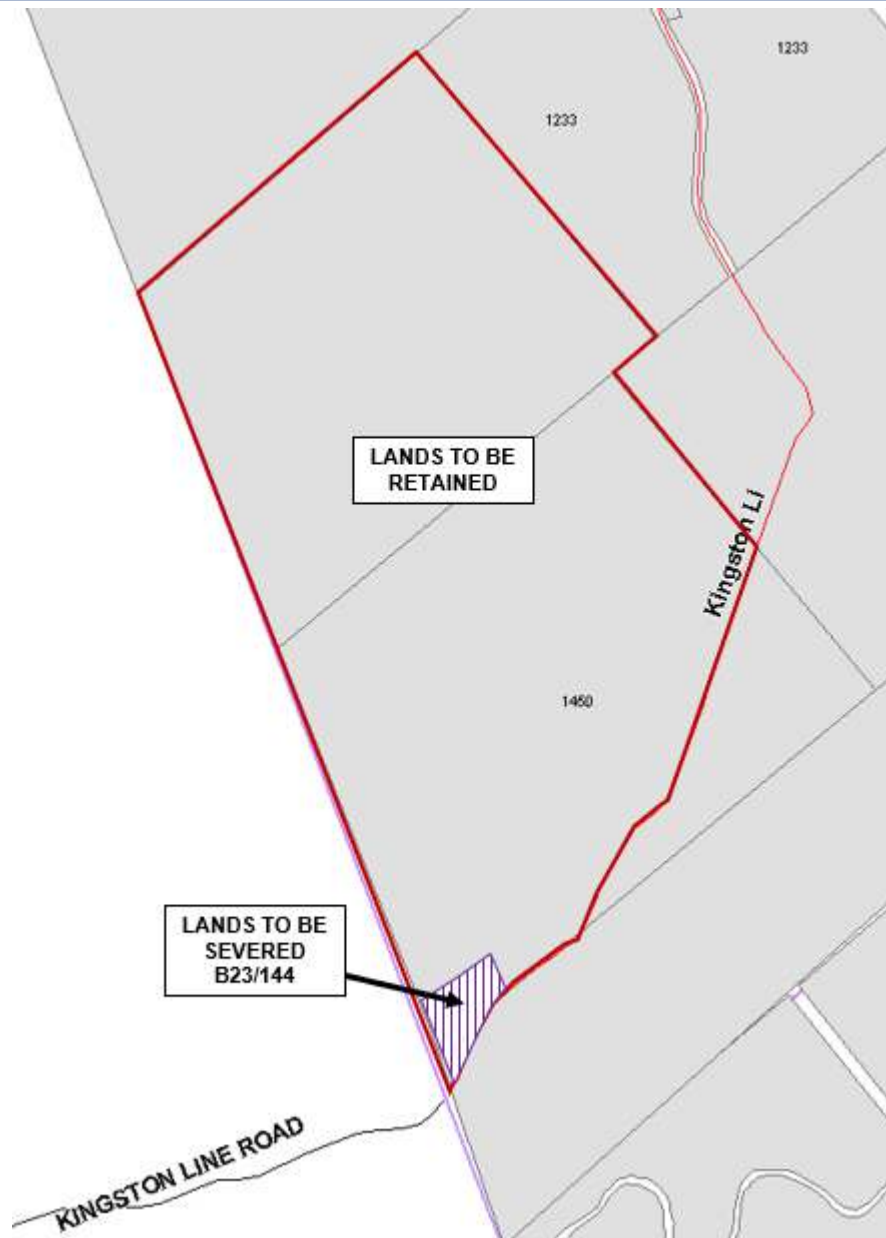 1233
1233
LANDS TO BE
RETAINED
Kingston Li
1450
LANDS TO BE
SEVERED
B23/144
KINGSTON LINE ROAD